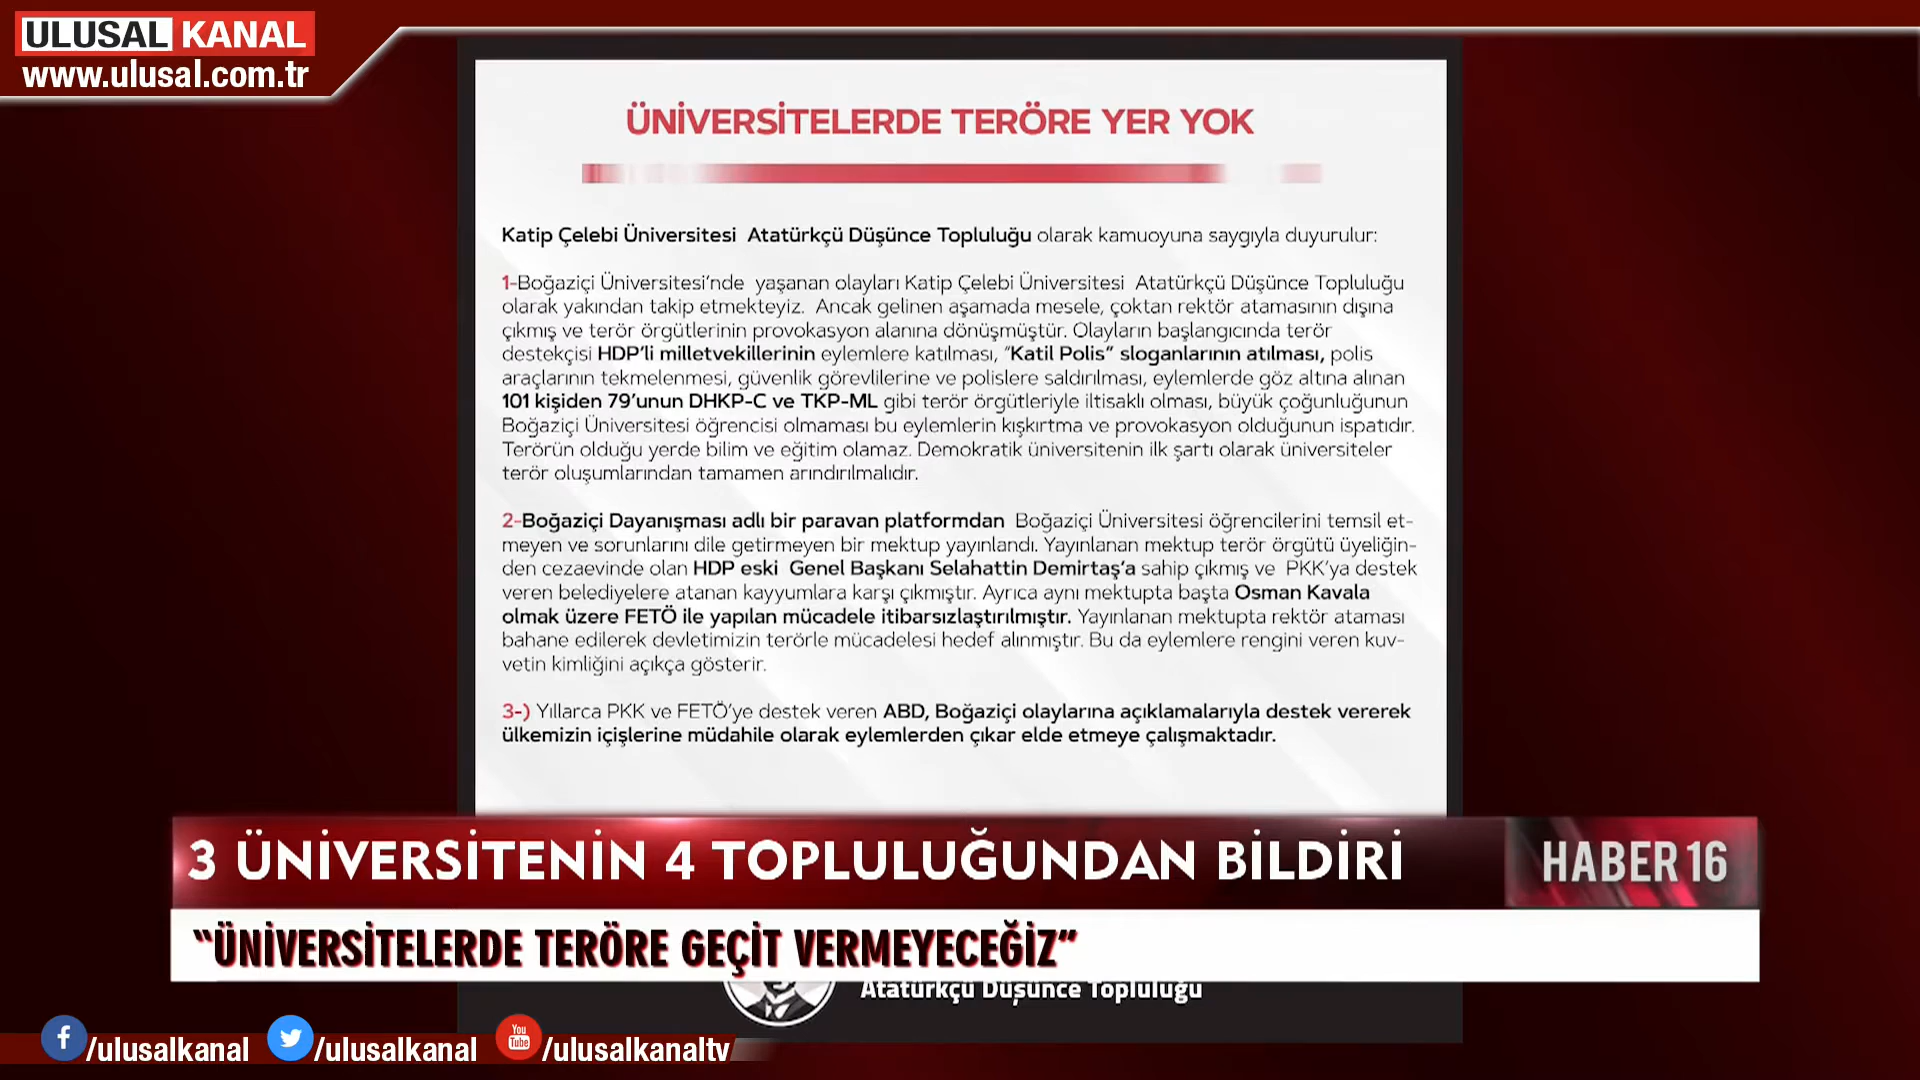 ULUSAL KANAL
www.ulusal.com.tr
ÜNİVERSİTELERDE TERÖRE YER YOK
Katip Çelebi Üniversitesi Atatürkçü Düşünce Topluluğu olarak kamuoyuna saygıyla duyurulur:
1-Boğaziçi Üniversitesi’nde yaşanan olayları Katip Çelebi Üniversitesi Atatürkçü Düşünce Topluluğu
olarak yakından takip etmekteyiz. Ancak gelinen aşamada mesele, çoktan rektör atamasının dışına
çıkmış ve terör örgütlerinin provokasyon alanına dönüşmüştür. Olayların başlangıcında terör
destekçisi HDP’li milletvekillerinin eylemlere katılması, “Katil Polis” sloganlarının atılması, polis
araçlarının tekmelenmesi, güvenlik görevlilerine ve polislere saldırılması, eylemlerde göz altına alınan
101 kişiden 79’unun DHKP-C ve TKP-ML gibi terör örgütleriyle iltisaklı olması, büyük çoğunluğunun
Boğaziçi Üniversitesi öğrencisi olmaması bu eylemlerin kışkırtma ve provokasyon olduğunun ispatıdır.
Terörün olduğu yerde bilim ve eğitim olamaz. Demokratik üniversitenin ilk şartı olarak üniversiteler
terör oluşumlarından tamamen arındırılmalıdır.
2-Boğaziçi Dayanışması adlı bir paravan platformdan Boğaziçi Üniversitesi öğrencilerini temsil et-
meyen ve sorunlarını dile getirmeyen bir mektup yayınlandı. Yayınlanan mektup terör örgütü üyeliğin-
den cezaevinde olan HDP eski Genel Başkanı Selahattin Demirtaş’a sahip çıkmış ve PKK’ya destek
veren belediyelere atanan kayyumlara karşı çıkmıştır. Ayrıca aynı mektupta başta Osman Kavala
olmak üzere FETÖ ile yapılan mücadele itibarsızlaştırılmıştır. Yayınlanan mektupta rektör ataması
bahane edilerek devletimizin terörle mücadelesi hedef alınmıştır. Bu da eylemlere rengini veren kuv-
vetin kimliğini açıkça gösterir.
3-) Yıllarca PKK ve FETÖ’ye destek veren ABD, Boğaziçi olaylarına açıklamalarıyla destek vererek
ülkemizin içişlerine müdahile olarak eylemlerden çıkar elde etmeye çalışmaktadır.
3 ÜNİVERSİTENİN 4 TOPLULUĞUNDAN BİLDİRİ
HABER 16
“ÜNİVERSİTELERDE TERÖRE GEÇİT VERMEYECEĞİZ”
Atatürkçü Düşünce Topluluğu
/ulusalkanal
/ulusalkanal
You Tube /ulusalkanaltv